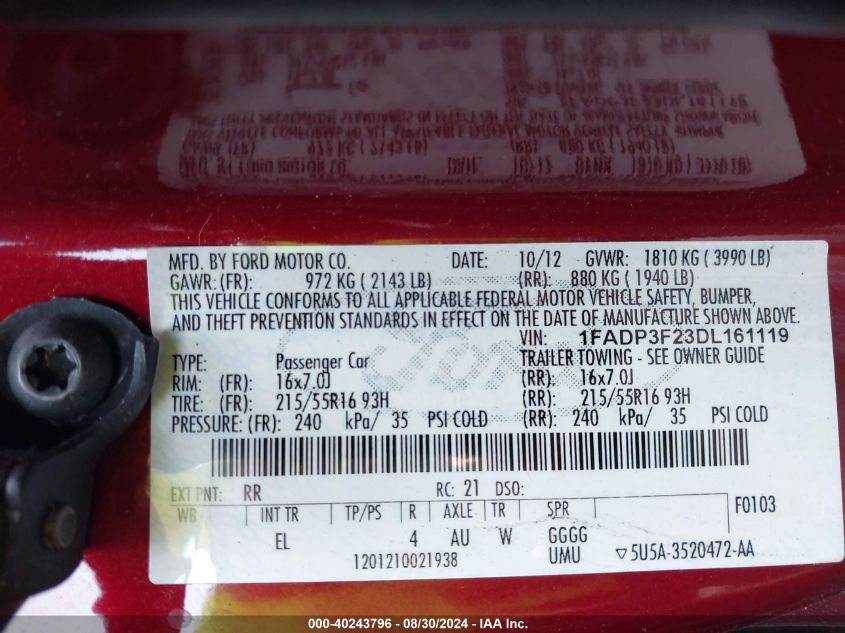 MFD. BY FORD MOTOR CO. DATE: 10/12 GVWR: 1810 KG ( 3990 LB)
GAWR: (FR): 972 KG ( 2143 LB) (RR): 880 KG ( 1940 LB)
THIS VEHICLE CONFORMS TO ALL APPLICABLE FEDERAL MOTOR VEHICLE SAFETY, BUMPER,
AND THEFT PREVENTION STANDARDS IN EFFECT ON THE DATE OF MANUFACTURE SHOWN ABOVE.
VIN: 1FADP3F23DL161119
TYPE: Passenger Car TRAILER TOWING - SEE OWNER GUIDE
RIM: (FR): 16x7.0J (RR): 16x7.0J
TIRE: (FR): 215/55R16 93H (RR): 215/55R16 93H
PRESSURE: (FR): 240 kPa/ 35 PSI COLD (RR): 240 kPa/ 35 PSI COLD
EXT PNT: RR RC: 21 DSO:
WB INT TR TP/PS R AXLE TR SPR F0103
EL 4 AU W GGGG
1201210021938 UMU ▽5U5A-3520472-AA
000-40243796 - 08/30/2024 - IAA Inc.